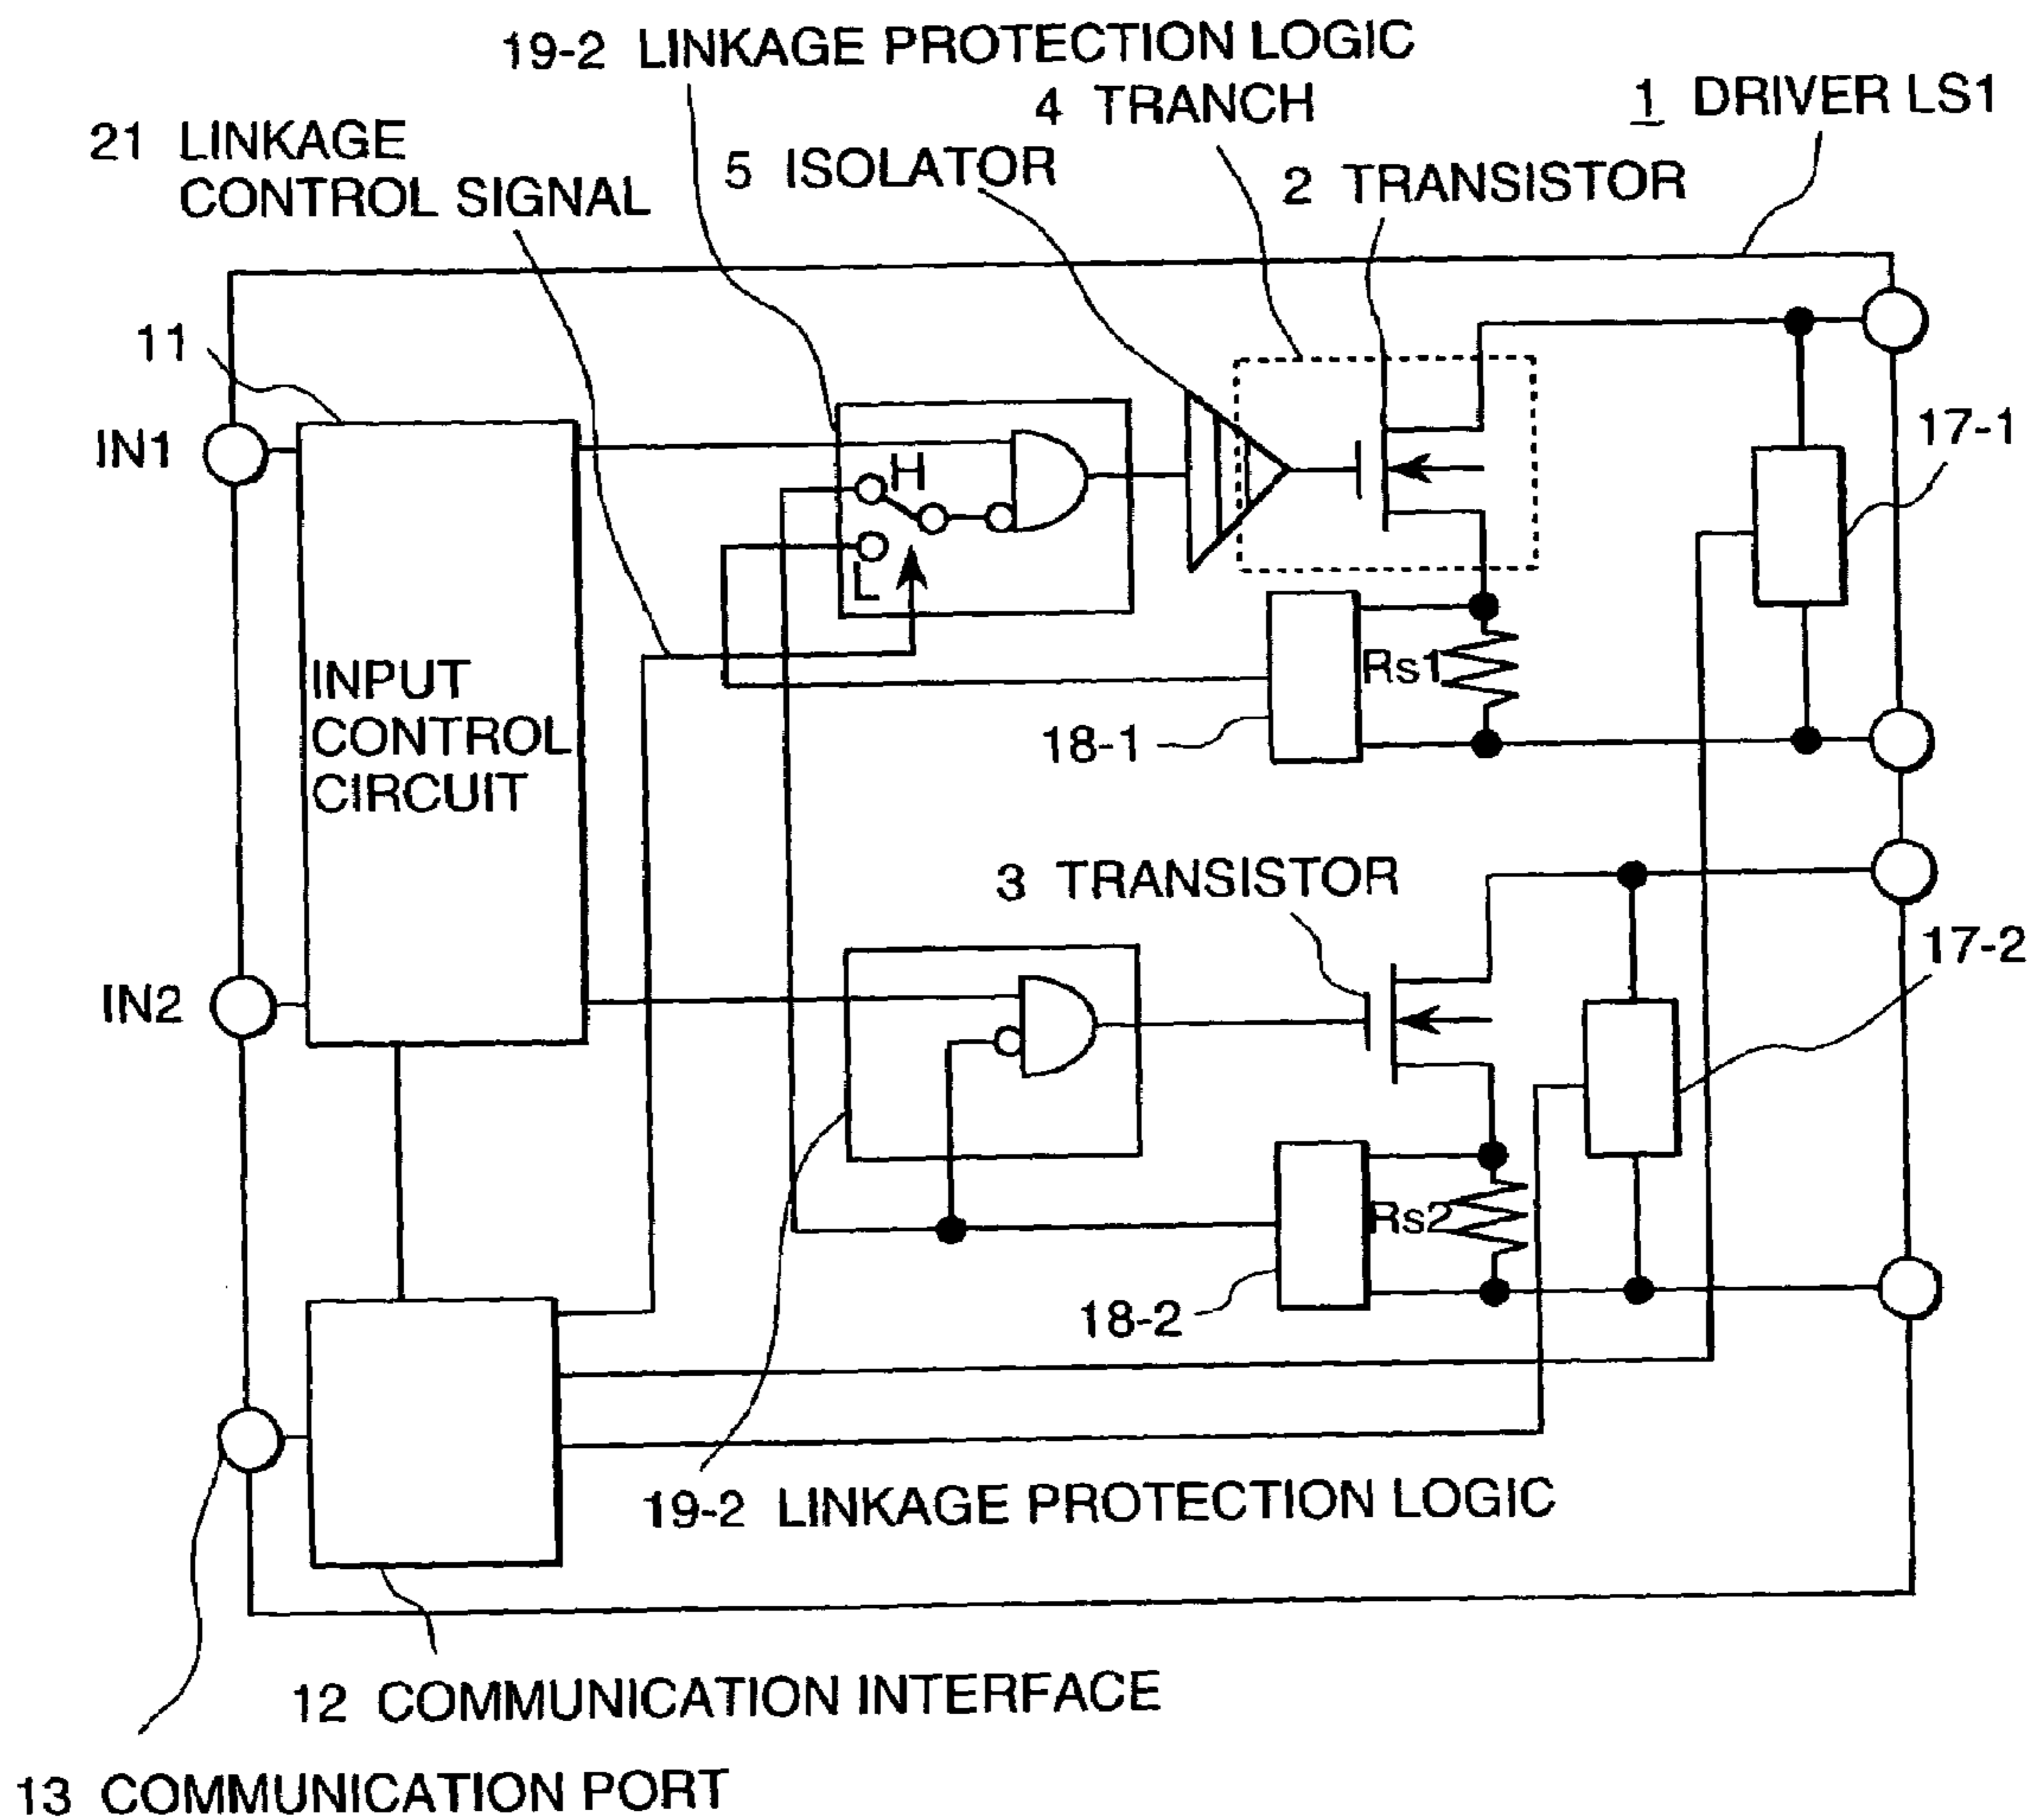 19-2 LINKAGE PROTECTION LOGIC
4 TRANCH
1 DRIVER LS1
21 LINKAGE
CONTROL SIGNAL
5 ISOLATOR
2 TRANSISTOR
11
IN1
H
L
17-1
INPUT
CONTROL
CIRCUIT
Rs1
18-1
3 TRANSISTOR
17-2
IN2
Rs2
18-2
19-2 LINKAGE PROTECTION LOGIC
12 COMMUNICATION INTERFACE
13 COMMUNICATION PORT